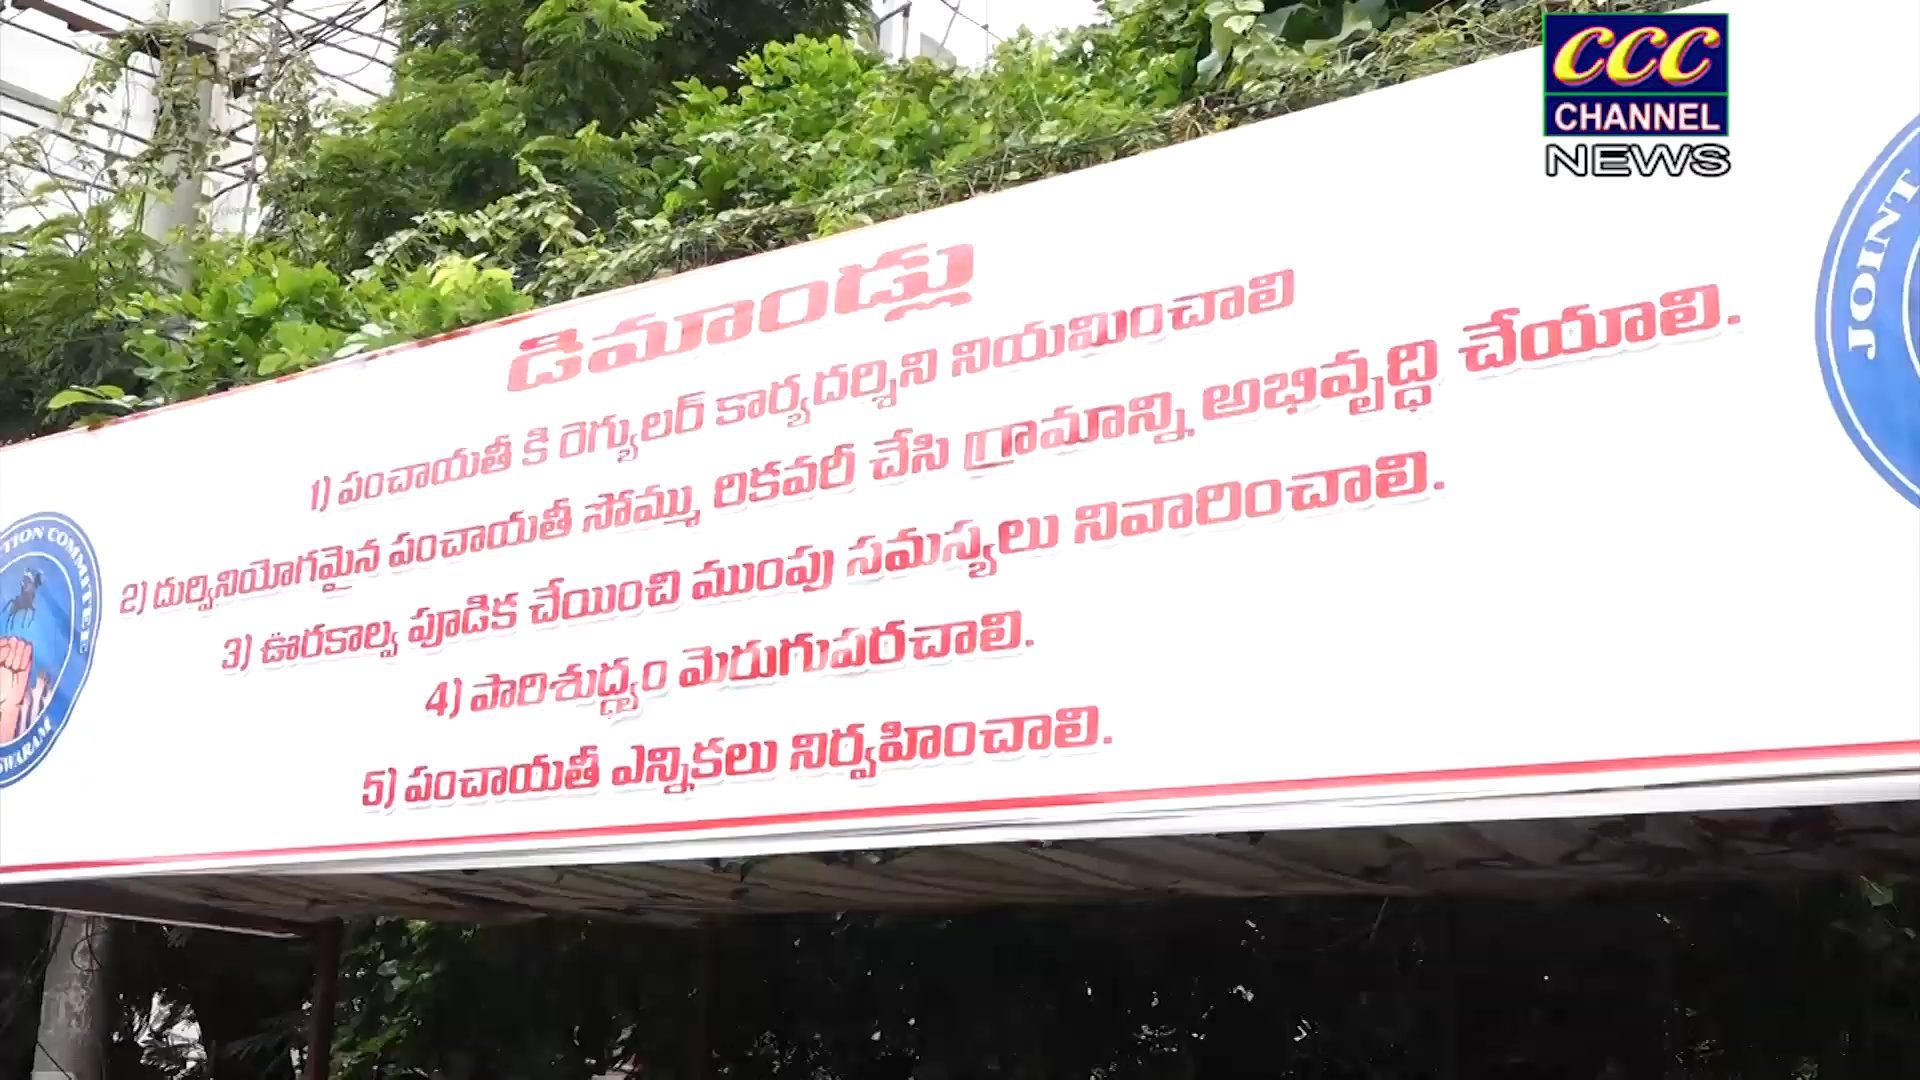 CCC
CHANNEL
NEWS
డిమాండ్లు
1) పంచాయతీ కి రెగ్యులర్ కార్యదర్శిని నియమించాలి
2) దుర్వినియోగమైన పంచాయతీ సోమ్ము రికవరీ చేసి గ్రామాన్ని అభివృద్ధి చేయాలి.
3) ఊరకాల్వ పూడిక చేయించి ముంపు సమస్యలు నివారించాలి.
4) పారిశుద్ధ్యం మెరుగుపరచాలి.
5) పంచాయతీ ఎన్నికలు నిర్వహించాలి.
JOINT
COMMITTEE